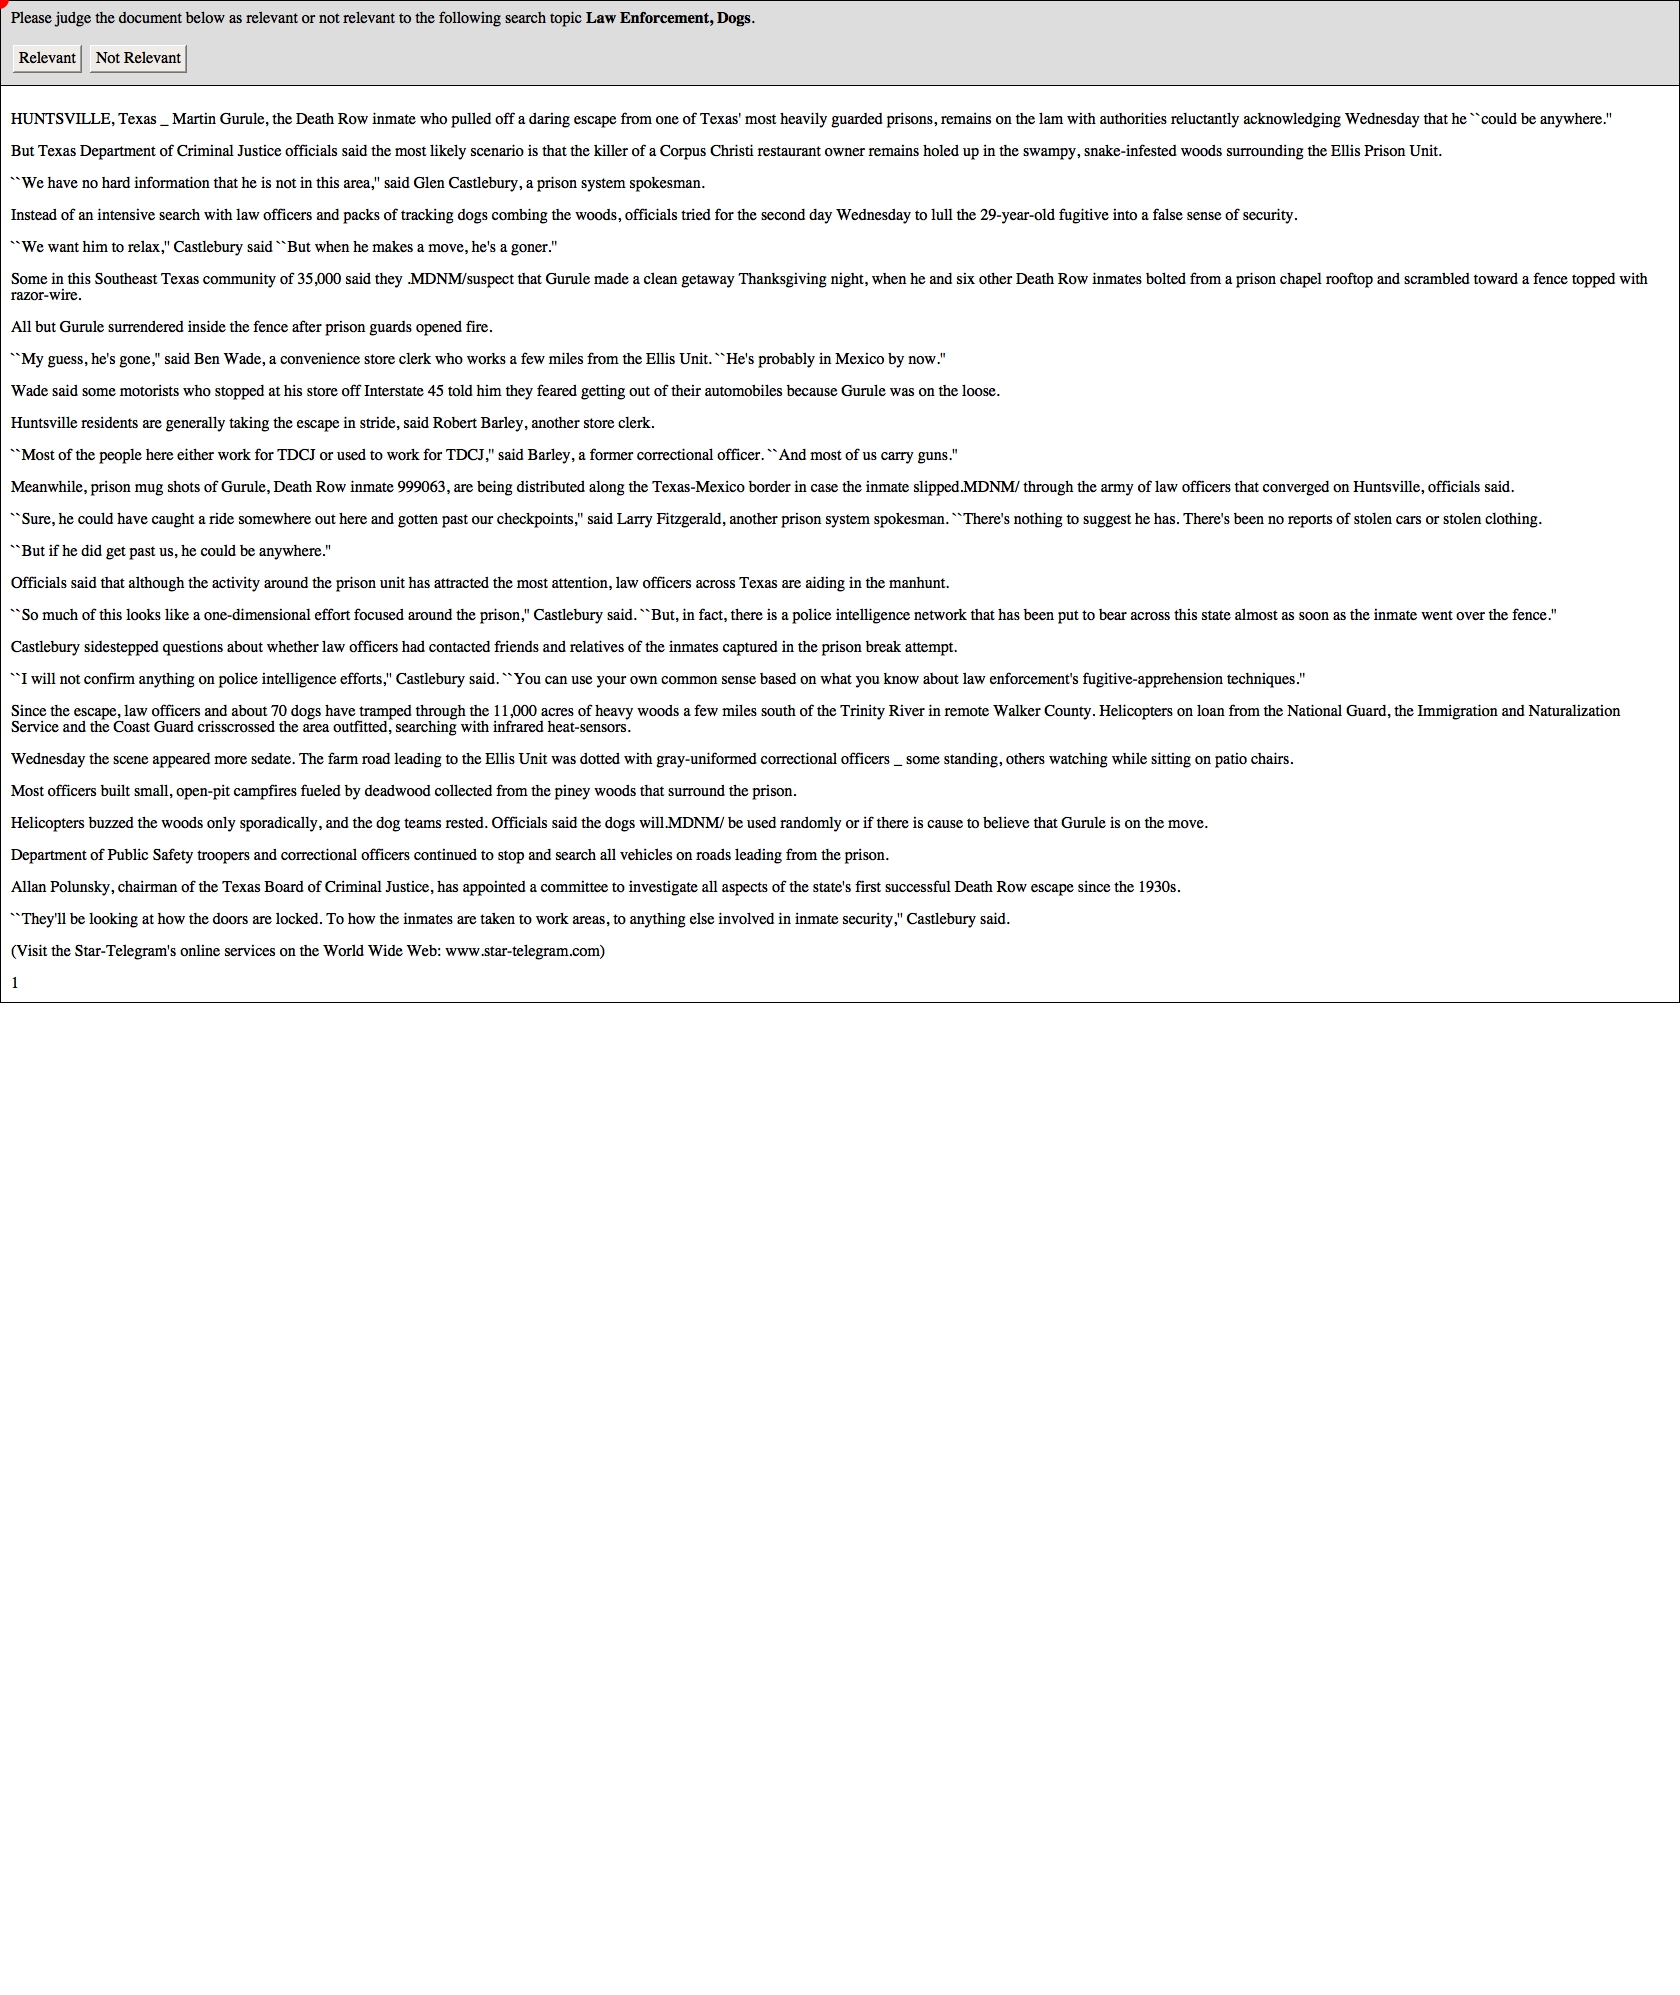 Please judge the document below as relevant or not relevant to the following search topic Law Enforcement, Dogs.
Relevant Not Relevant
HUNTSVILLE, Texas _ Martin Gurule, the Death Row inmate who pulled off a daring escape from one of Texas' most heavily guarded prisons, remains on the lam with authorities reluctantly acknowledging Wednesday that he ``could be anywhere.''
But Texas Department of Criminal Justice officials said the most likely scenario is that the killer of a Corpus Christi restaurant owner remains holed up in the swampy, snake-infested woods surrounding the Ellis Prison Unit.
``We have no hard information that he is not in this area,'' said Glen Castlebury, a prison system spokesman.
Instead of an intensive search with law officers and packs of tracking dogs combing the woods, officials tried for the second day Wednesday to lull the 29-year-old fugitive into a false sense of security.
``We want him to relax,'' Castlebury said ``But when he makes a move, he's a goner.''
Some in this Southeast Texas community of 35,000 said they .MDNM/suspect that Gurule made a clean getaway Thanksgiving night, when he and six other Death Row inmates bolted from a prison chapel rooftop and scrambled toward a fence topped with
razor-wire.
All but Gurule surrendered inside the fence after prison guards opened fire.
``My guess, he's gone,'' said Ben Wade, a convenience store clerk who works a few miles from the Ellis Unit. ``He's probably in Mexico by now.''
Wade said some motorists who stopped at his store off Interstate 45 told him they feared getting out of their automobiles because Gurule was on the loose.
Huntsville residents are generally taking the escape in stride, said Robert Barley, another store clerk.
``Most of the people here either work for TDCJ or used to work for TDCJ,'' said Barley, a former correctional officer. ``And most of us carry guns.''
Meanwhile, prison mug shots of Gurule, Death Row inmate 999063, are being distributed along the Texas-Mexico border in case the inmate slipped.MDNM/ through the army of law officers that converged on Huntsville, officials said.
``Sure, he could have caught a ride somewhere out here and gotten past our checkpoints,'' said Larry Fitzgerald, another prison system spokesman. ``There's nothing to suggest he has. There's been no reports of stolen cars or stolen clothing.
``But if he did get past us, he could be anywhere.''
Officials said that although the activity around the prison unit has attracted the most attention, law officers across Texas are aiding in the manhunt.
``So much of this looks like a one-dimensional effort focused around the prison,'' Castlebury said. ``But, in fact, there is a police intelligence network that has been put to bear across this state almost as soon as the inmate went over the fence.''
Castlebury sidestepped questions about whether law officers had contacted friends and relatives of the inmates captured in the prison break attempt.
``I will not confirm anything on police intelligence efforts,'' Castlebury said. ``You can use your own common sense based on what you know about law enforcement's fugitive-apprehension techniques.''
Since the escape, law officers and about 70 dogs have tramped through the 11,000 acres of heavy woods a few miles south of the Trinity River in remote Walker County. Helicopters on loan from the National Guard, the Immigration and Naturalization
Service and the Coast Guard crisscrossed the area outfitted, searching with infrared heat-sensors.
Wednesday the scene appeared more sedate. The farm road leading to the Ellis Unit was dotted with gray-uniformed correctional officers _ some standing, others watching while sitting on patio chairs.
Most officers built small, open-pit campfires fueled by deadwood collected from the piney woods that surround the prison.
Helicopters buzzed the woods only sporadically, and the dog teams rested. Officials said the dogs will.MDNM/ be used randomly or if there is cause to believe that Gurule is on the move.
Department of Public Safety troopers and correctional officers continued to stop and search all vehicles on roads leading from the prison.
Allan Polunsky, chairman of the Texas Board of Criminal Justice, has appointed a committee to investigate all aspects of the state's first successful Death Row escape since the 1930s.
``They'll be looking at how the doors are locked. To how the inmates are taken to work areas, to anything else involved in inmate security,'' Castlebury said.
(Visit the Star-Telegram's online services on the World Wide Web: www.star-telegram.com)
1